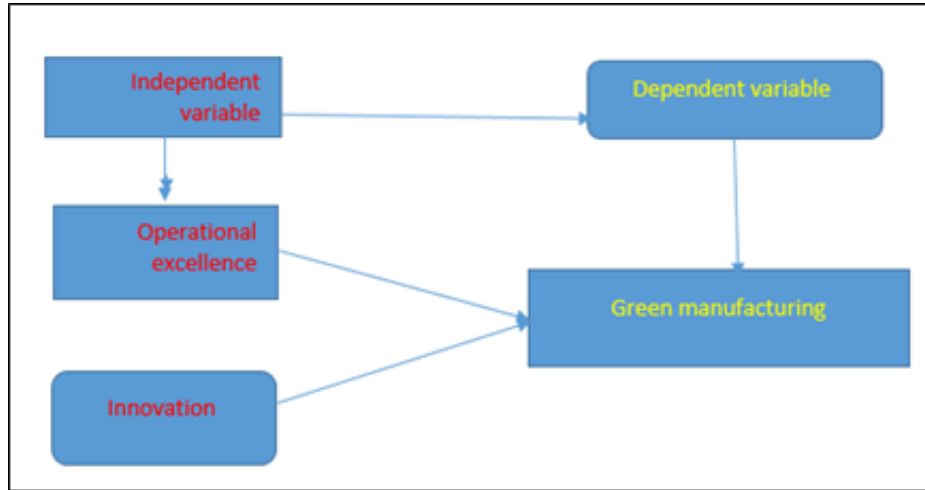 Independent
variable
Dependent variable
Operational
excellence
Green manufacturing
Innovation